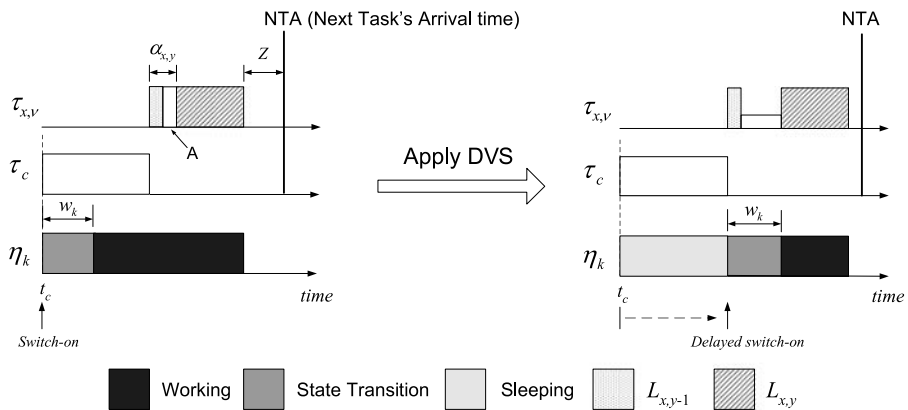 NTA (Next Task's Arrival time)
α_{x,y}
Z
τ_{x,ν}
A
τ_c
w_k
η_k
t_c
time
Switch-on
Apply DVS
NTA
τ_{x,ν}
τ_c
w_k
η_k
t_c
time
Delayed switch-on
Working
State Transition
Sleeping
L_{x,y-1}
L_{x,y}